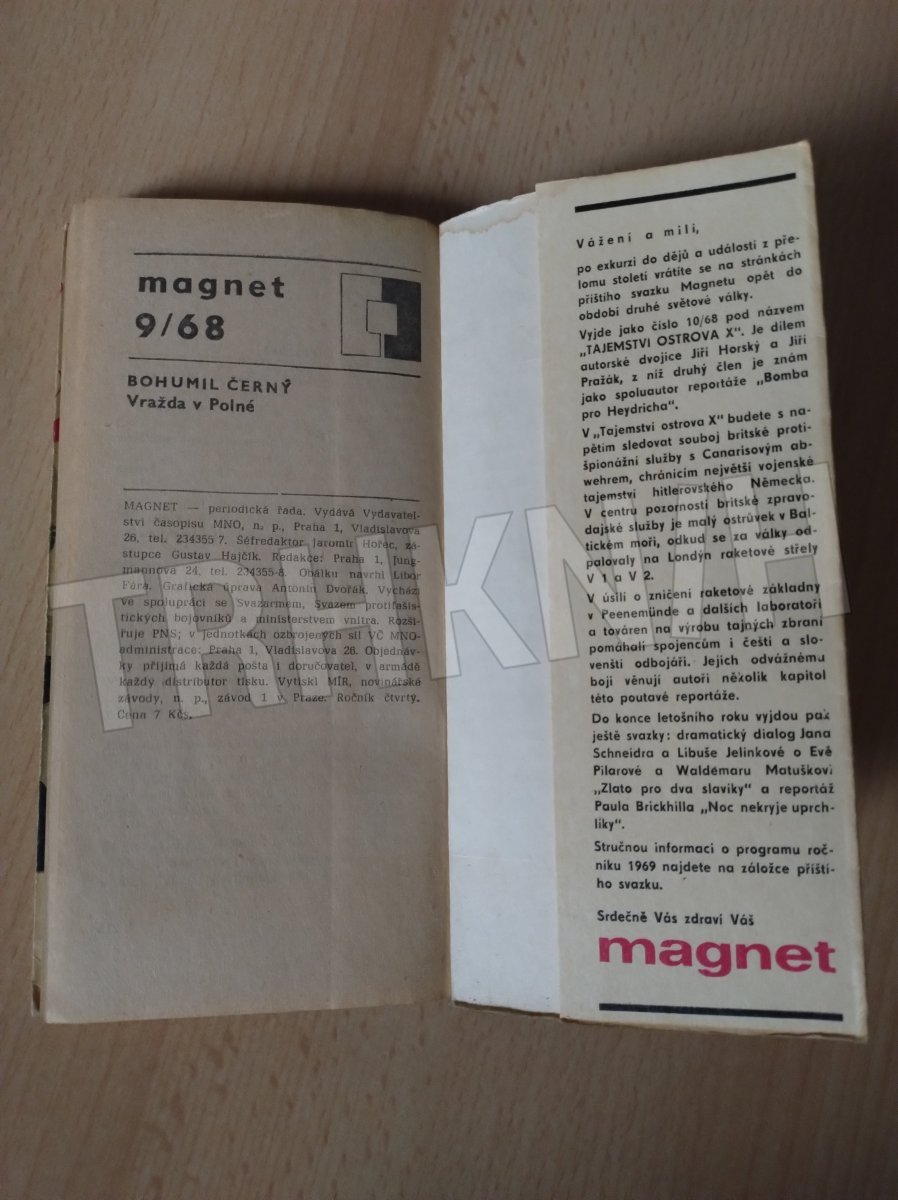 magnet
9/68
BOHUMIL ČERNÝ
Vražda v Polné
MAGNET — periodická řada. Vydává Vydavatel-
ství časopisů MNO, n. p., Praha 1, Vladislavova
26, tel. 234355-7. Šéfredaktor Jaromír Hořec, zá-
stupce Gustav Hajčík. Redakce: Praha 1, Jung-
mannova 24, tel. 234355-8. Obálku navrhl Libor
Fára. Grafická úprava Antonín Dvořák. Vychází
ve spolupráci se Svazarmem, Svazem protifašis-
tických bojovníků a ministerstvem vnitra. Rozši-
řuje PNS; v jednotkách ozbrojených sil VČ MNO-
administrace: Praha 1, Vladislavova 26. Objednáv-
ky přijímá každá pošta i doručovatel, v armádě
každý distributor tisku. Vytiskl MÍR, novinářské
závody, n. p., závod 1 v Praze. Ročník čtvrtý.
Cena 7 Kčs.
Vážení a milí,
po exkurzi do dějů a událostí z pře-
lomu století vrátíte se na stránkách
příštího svazku Magnetu opět do
období druhé světové války.
Vyjde jako číslo 10/68 pod názvem
„TAJEMSTVÍ OSTROVA X“. Je dílem
autorské dvojice Jiří Horský a Jiří
Pražák, z níž druhý člen je znám
jako spoluautor reportáže „Bomba
pro Heydricha“.
V „Tajemství ostrova X“ budete s na-
pětím sledovat souboj britské proti-
špionážní služby s Canarisovým ab-
wehrem, chránícím největší vojenské
tajemství hitlerovského Německa.
V centru pozornosti britské zpravo-
dajské služby je malý ostrůvek v Bal-
tickém moři, odkud se za války od-
palovaly na Londýn raketové střely
V 1 a V 2.
V úsilí o zničení raketové základny
v Peenemünde a dalších laboratoří
a továren na výrobu tajných zbraní
pomáhali spojencům i čeští a slo-
venští odbojáři. Jejich odvážnému
boji věnují autoři několik kapitol
této poutavé reportáže.
Do konce letošního roku vyjdou pak
ještě svazky: dramatický dialog Jana
Schneidra a Libuše Jelínkové o Evě
Pilarové a Waldemaru Matuškovi
„Zlato pro dva slavíky“ a reportáž
Paula Brickhilla „Noc nekryje uprch-
líky“.
Stručnou informaci o programu roč-
níku 1969 najdete na záložce příští-
ho svazku.
Srdečně Vás zdraví Váš
magnet